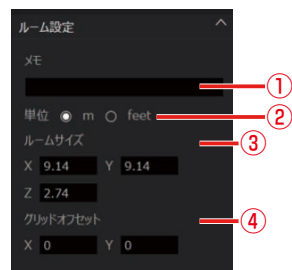 ルーム設定
メモ
①
単位 m feet
②
ルームサイズ
③
X 9.14 Y 9.14
Z 2.74
グリッドオフセット
④
X 0 Y 0